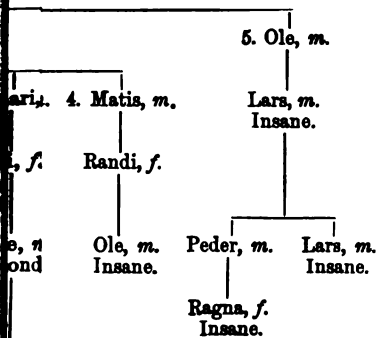 5. Ole, m.
4. Matis, m.
Lars, m.
Insane.
Randi, f.
Ole, m.
Insane.
Peder, m.
Lars, m.
Insane.
Ragna, f.
Insane.